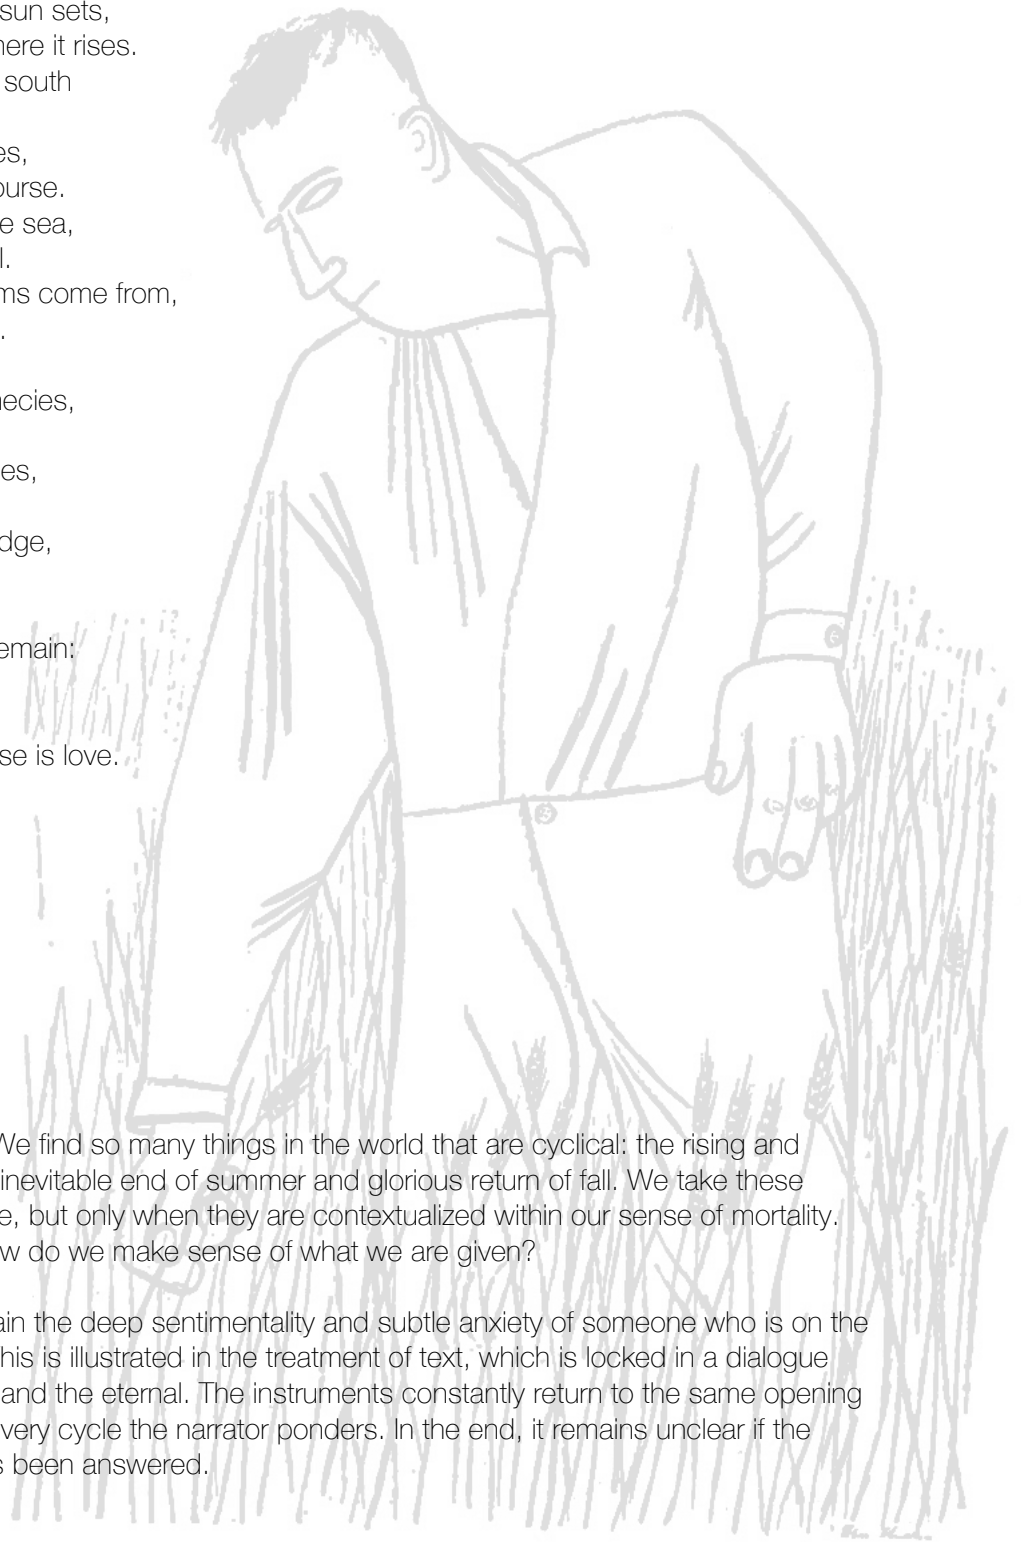 sun sets,
here it rises.
south
es,
ourse.
e sea,
l.
ms come from,
.
hecies,
es,
dge,
emain:
se is love.
We find so many things in the world that are cyclical: the rising and
inevitable end of summer and glorious return of fall. We take these
e, but only when they are contextualized within our sense of mortality.
w do we make sense of what we are given?
ain the deep sentimentality and subtle anxiety of someone who is on the
his is illustrated in the treatment of text, which is locked in a dialogue
and the eternal. The instruments constantly return to the same opening
very cycle the narrator ponders. In the end, it remains unclear if the
s been answered.